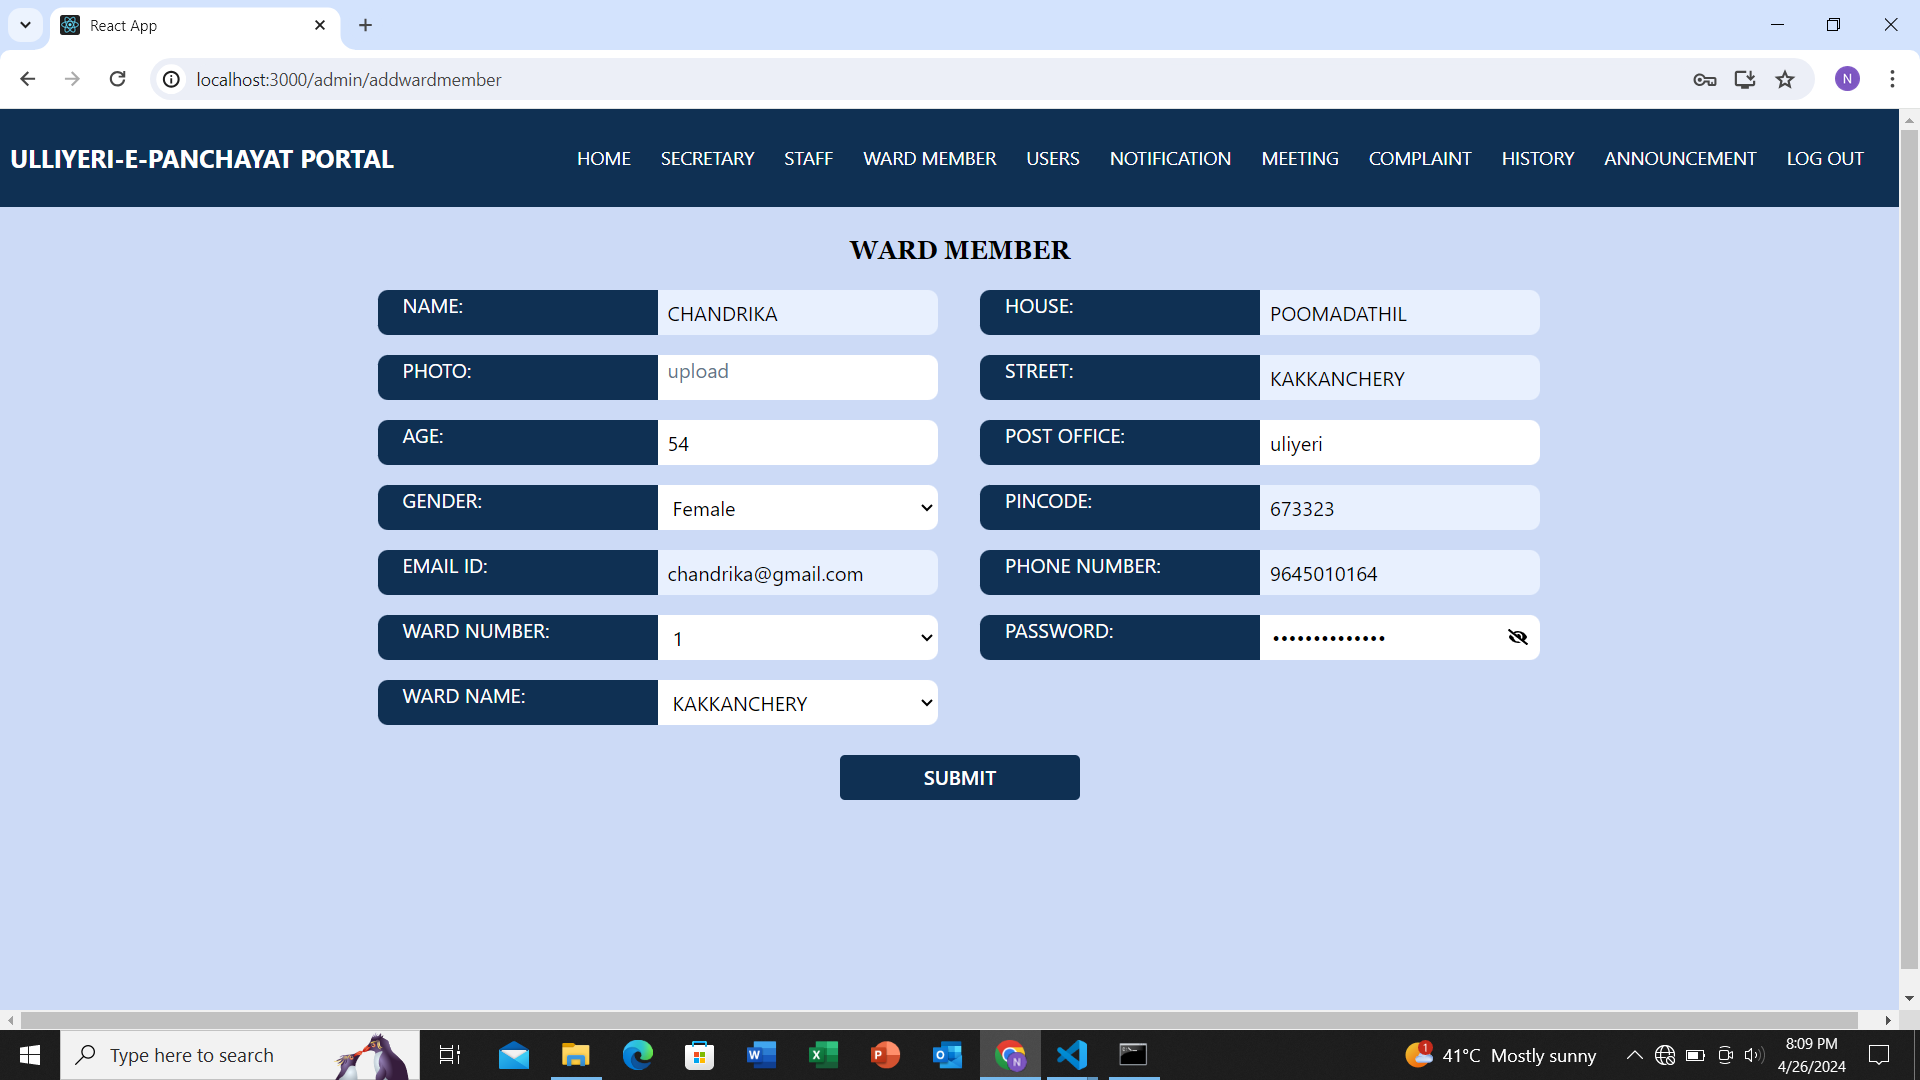 React App
localhost:3000/admin/addwardmember
N
ULLIYERI-E-PANCHAYAT PORTAL
HOME SECRETARY STAFF WARD MEMBER USERS NOTIFICATION MEETING COMPLAINT HISTORY ANNOUNCEMENT LOG OUT
WARD MEMBER
NAME: CHANDRIKA
HOUSE: POOMADATHIL
PHOTO: upload
STREET: KAKKANCHERY
AGE: 54
POST OFFICE: uliyeri
GENDER: Female
PINCODE: 673323
EMAIL ID: chandrika@gmail.com
PHONE NUMBER: 9645010164
WARD NUMBER: 1
PASSWORD: ••••••••••••••
WARD NAME: KAKKANCHERY
SUBMIT
Type here to search
W
X
P
O
N
1
41°C Mostly sunny
8:09 PM
4/26/2024